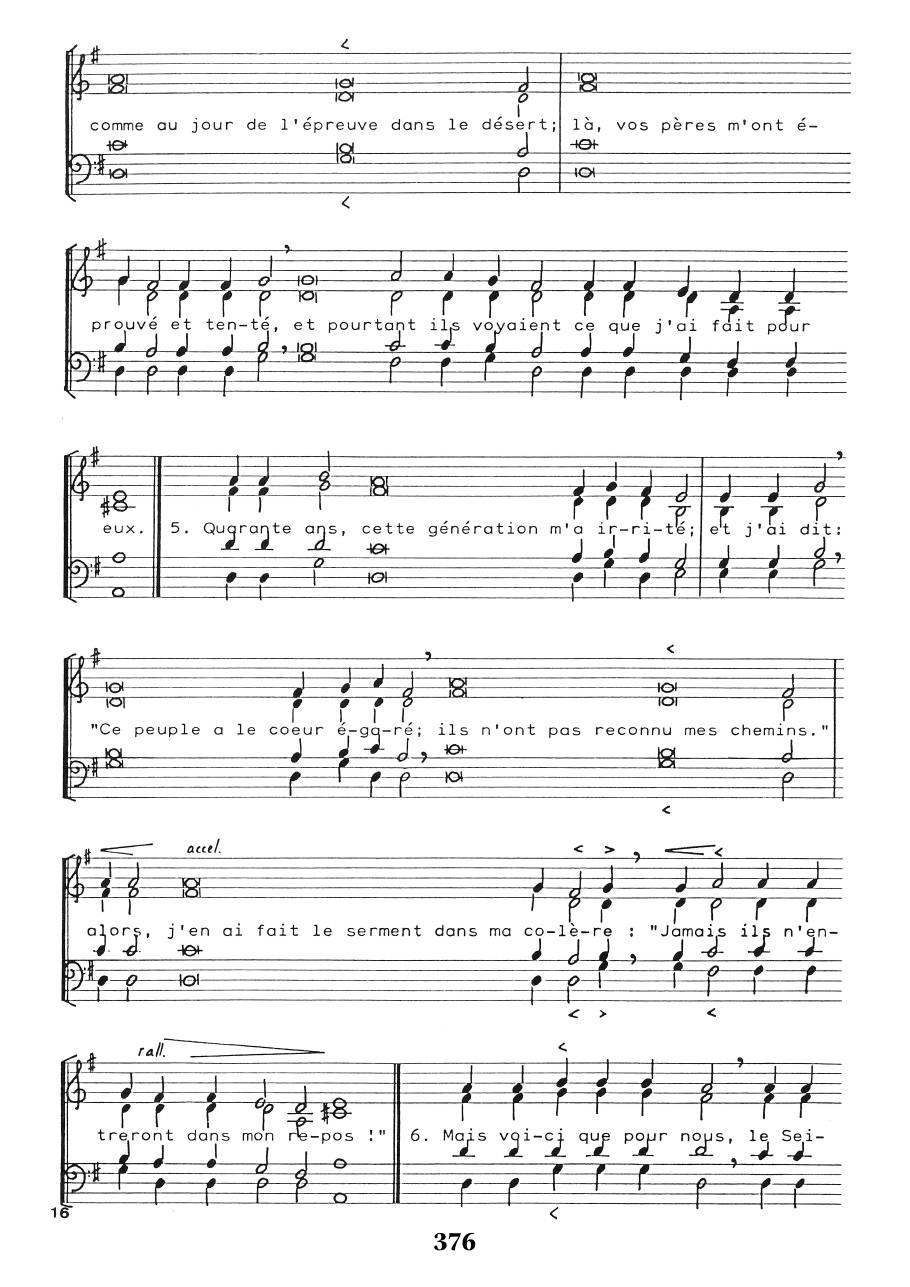 comme au jour de l'épreuve dans le désert; là, vos pères m'ont é-
prouvé et ten-té, et pourtant ils voyaient ce que j'ai fait pour
eux. 5. Quarante ans, cette génération m'a ir-ri-té; et j'ai dit:
"Ce peuple a le coeur é-ga-ré; ils n'ont pas reconnu mes chemins."
accel.
alors, j'en ai fait le serment dans ma co-lè-re : "Jamais ils n'en-
rall.
treront dans mon re-pos !" 6. Mais voi-ci que pour nous, le Sei-
16
376